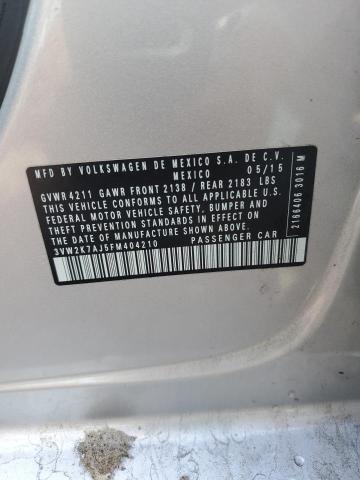 MFD BY VOLKSWAGEN DE MEXICO S.A. DE C.V.
MEXICO 05/15
GVWR 4211 GAWR FRONT 2138 / REAR 2183 LBS
THIS VEHICLE CONFORMS TO ALL APPLICABLE U.S.
FEDERAL MOTOR VEHICLE SAFETY, BUMPER AND
THEFT PREVENTION STANDARDS IN EFFECT ON THE
DATE OF MANUFACTURE SHOWN ABOVE.
3VW2K7AJ5FM404210 PASSENGER CAR
2166406 3016 M